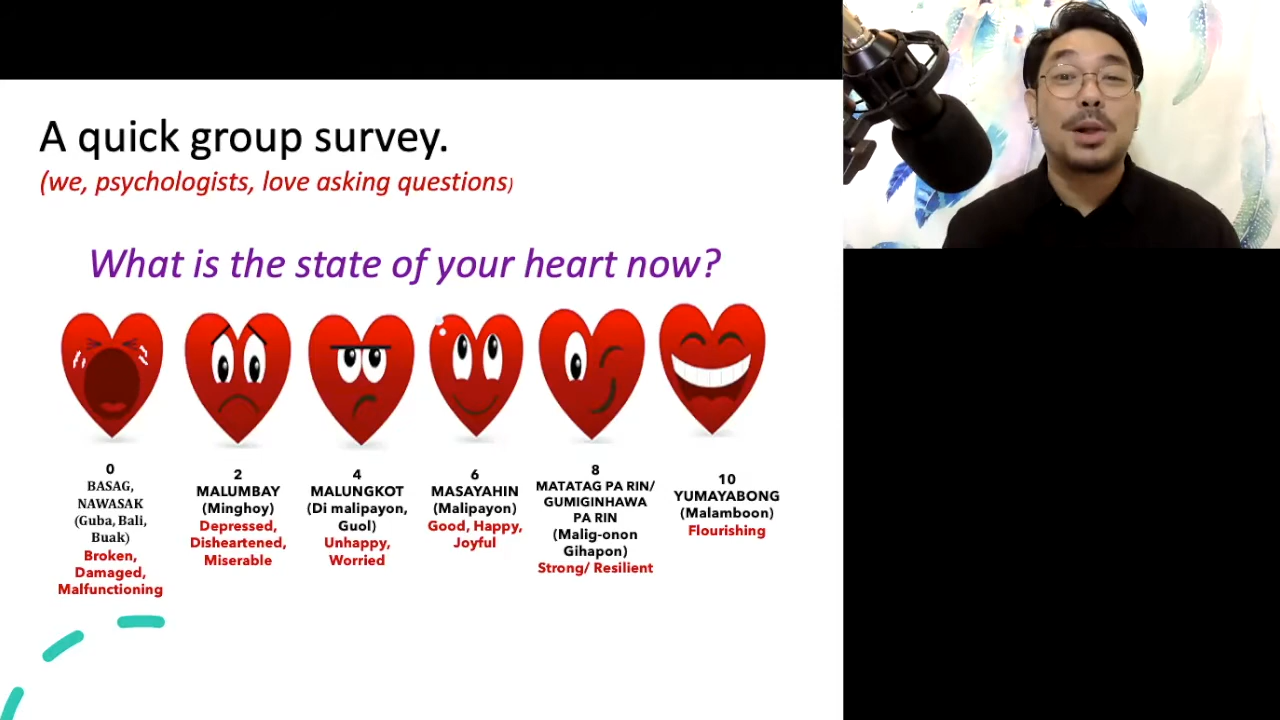 A quick group survey.
(we, psychologists, love asking questions)
What is the state of your heart now?
0
BASAG,
NAWASAK
(Guba, Bali,
Buak)
Broken,
Damaged,
Malfunctioning
2
MALUMBAY
(Minghoy)
Depressed,
Disheartened,
Miserable
4
MALUNGKOT
(Di malipayon,
Guol)
Unhappy,
Worried
6
MASAYAHIN
(Malipayon)
Good, Happy,
Joyful
8
MATATAG PA RIN/
GUMIGINHAWA
PA RIN
(Malig-onon
Gihapon)
Strong/ Resilient
10
YUMAYABONG
(Malamboon)
Flourishing